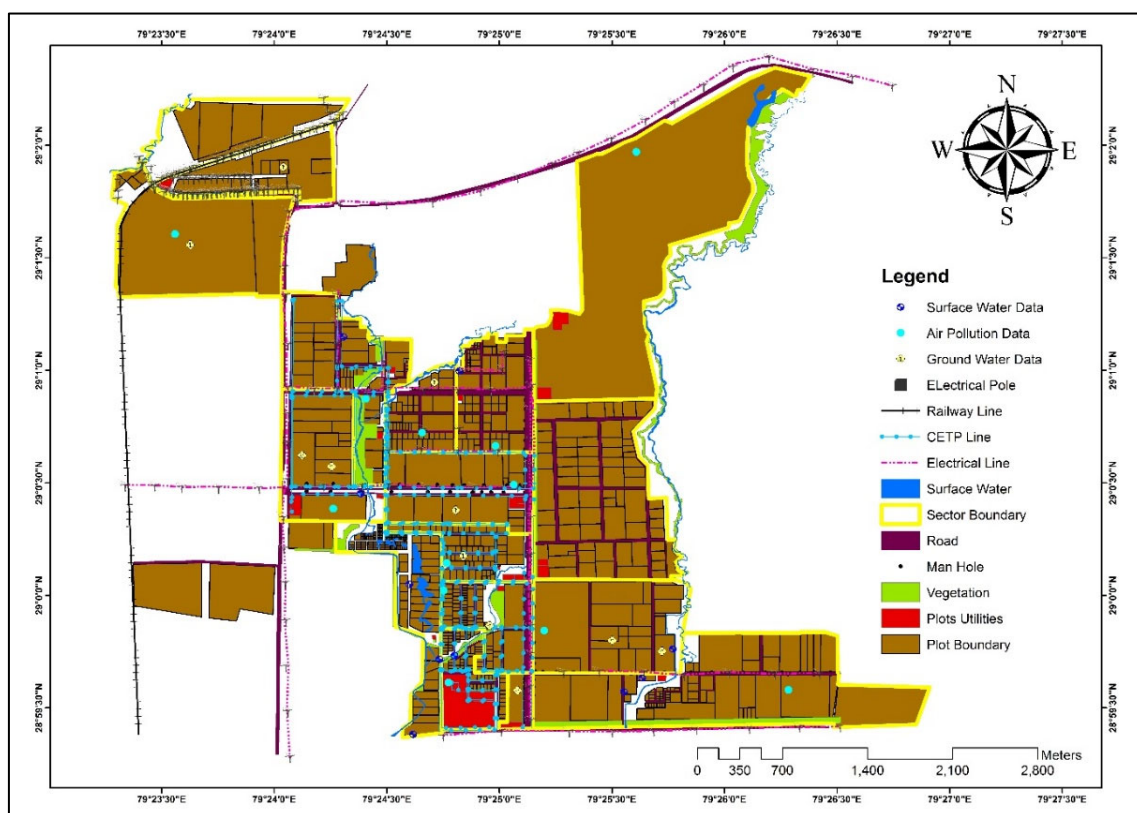 79°23'30"E 79°24'0"E 79°24'30"E 79°25'0"E 79°25'30"E 79°26'0"E 79°26'30"E 79°27'0"E 79°27'30"E
N
W E
S
29°2'0"N 29°2'0"N
29°1'30"N 29°1'30"N
29°1'0"N 29°1'0"N
29°0'30"N 29°0'30"N
29°0'0"N 29°0'0"N
28°59'30"N 28°59'30"N
Legend
Surface Water Data
Air Pollution Data
Ground Water Data
ELectrical Pole
Railway Line
CETP Line
Electrical Line
Surface Water
Sector Boundary
Road
Man Hole
Vegetation
Plots Utilities
Plot Boundary
Meters
0 350 700 1,400 2,100 2,800
79°23'30"E 79°24'0"E 79°24'30"E 79°25'0"E 79°25'30"E 79°26'0"E 79°26'30"E 79°27'0"E 79°27'30"E